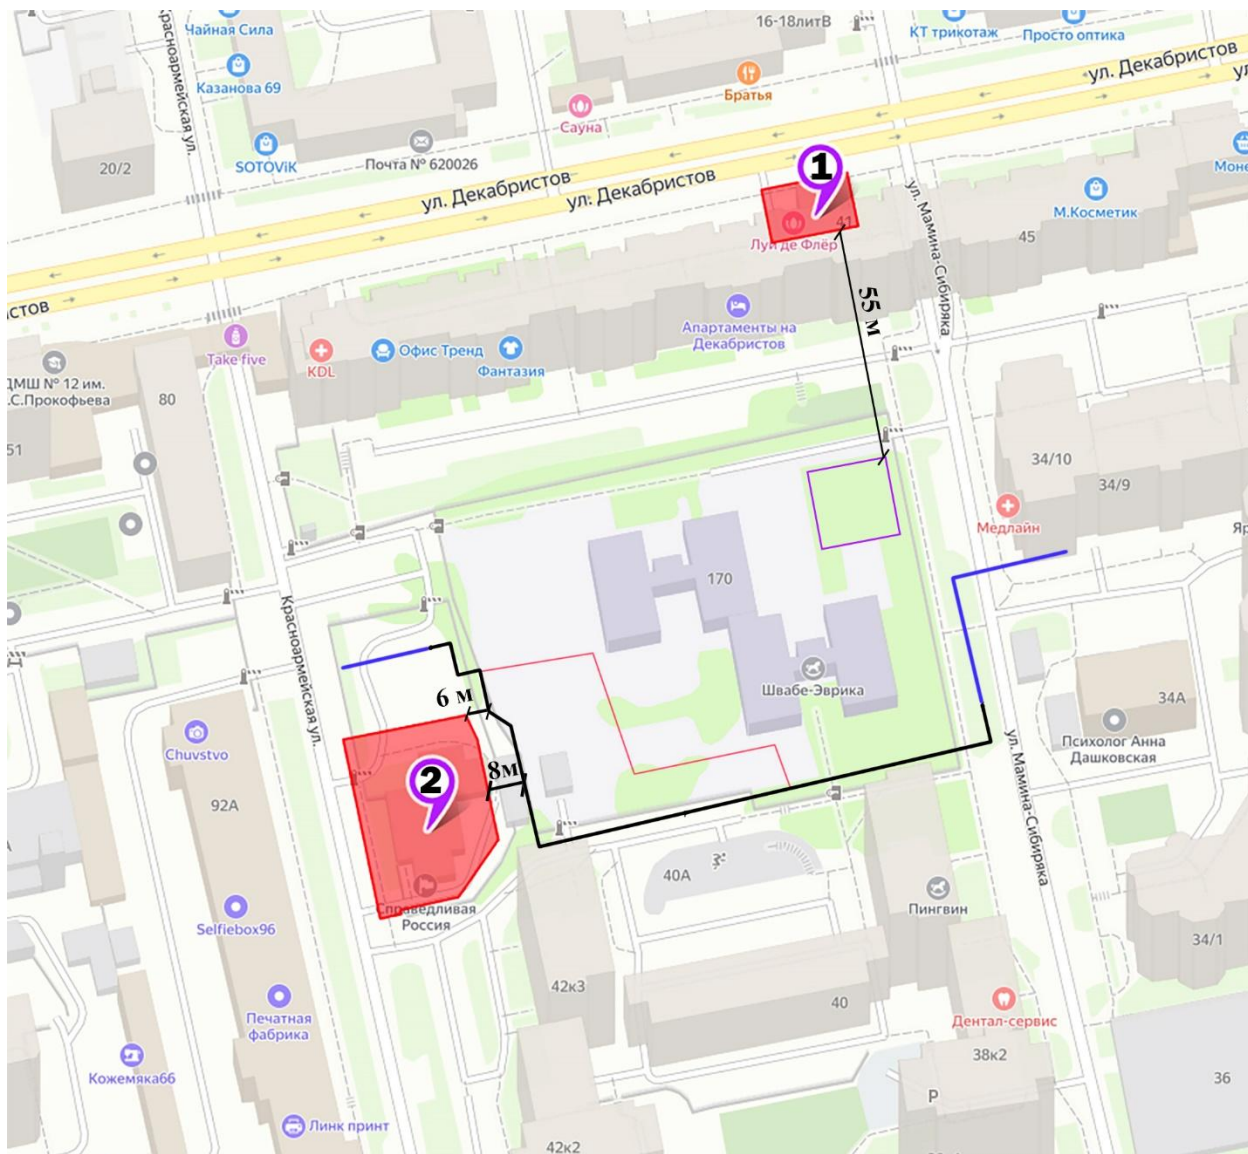 Чайная Сила
16-18литВ
КТ трикотаж
Просто оптика
Красноармейская ул.
Казанова 69
Братья
ул. Декабристов
Сауна
20/2
SOTOViK
Почта № 620026
1
ул. Декабристов
ул. Декабристов
ул. Мамина-Сибиряка
М.Косметик
41
Луи де Флёр
45
55 м
Апартаменты на
Декабристов
Take five
KDL
Офис Тренд
Фантазия
ДМШ № 12 им.
.С.Прокофьева
80
51
34/10
34/9
Медлайн
170
Красноармейская ул.
Швабе-Эврика
34А
6 м
Психолог Анна
Дашковская
ул. Мамина-Сибиряка
Chuvstvo
8м
2
92А
40А
Справедливая
Россия
Пингвин
Selfiebox96
34/1
42к3
40
Печатная
фабрика
Дентал-сервис
38к2
Кожемяка66
36
P
Линк принт
42к2